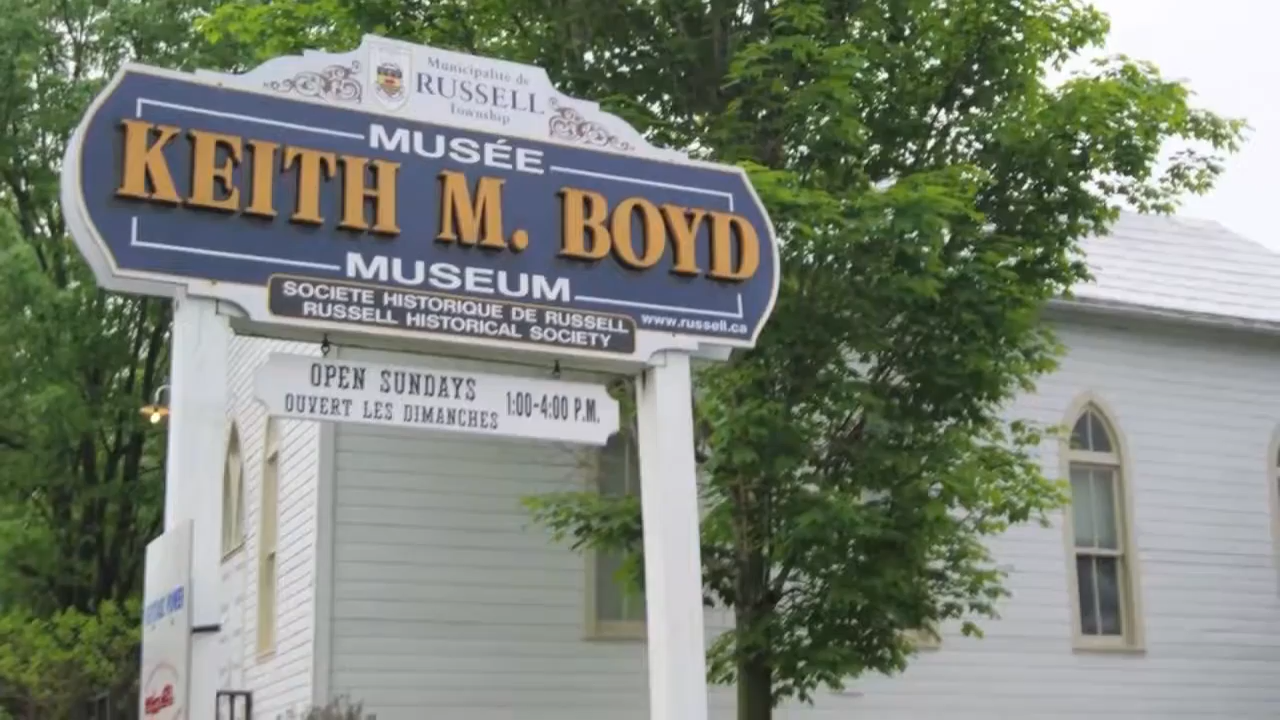 Municipalité de
RUSSELL
Township
MUSÉE
KEITH M. BOYD
MUSEUM
SOCIETE HISTORIQUE DE RUSSELL
RUSSELL HISTORICAL SOCIETY
www.russell.ca
OPEN SUNDAYS
OUVERT LES DIMANCHES
1:00-4:00 P.M.